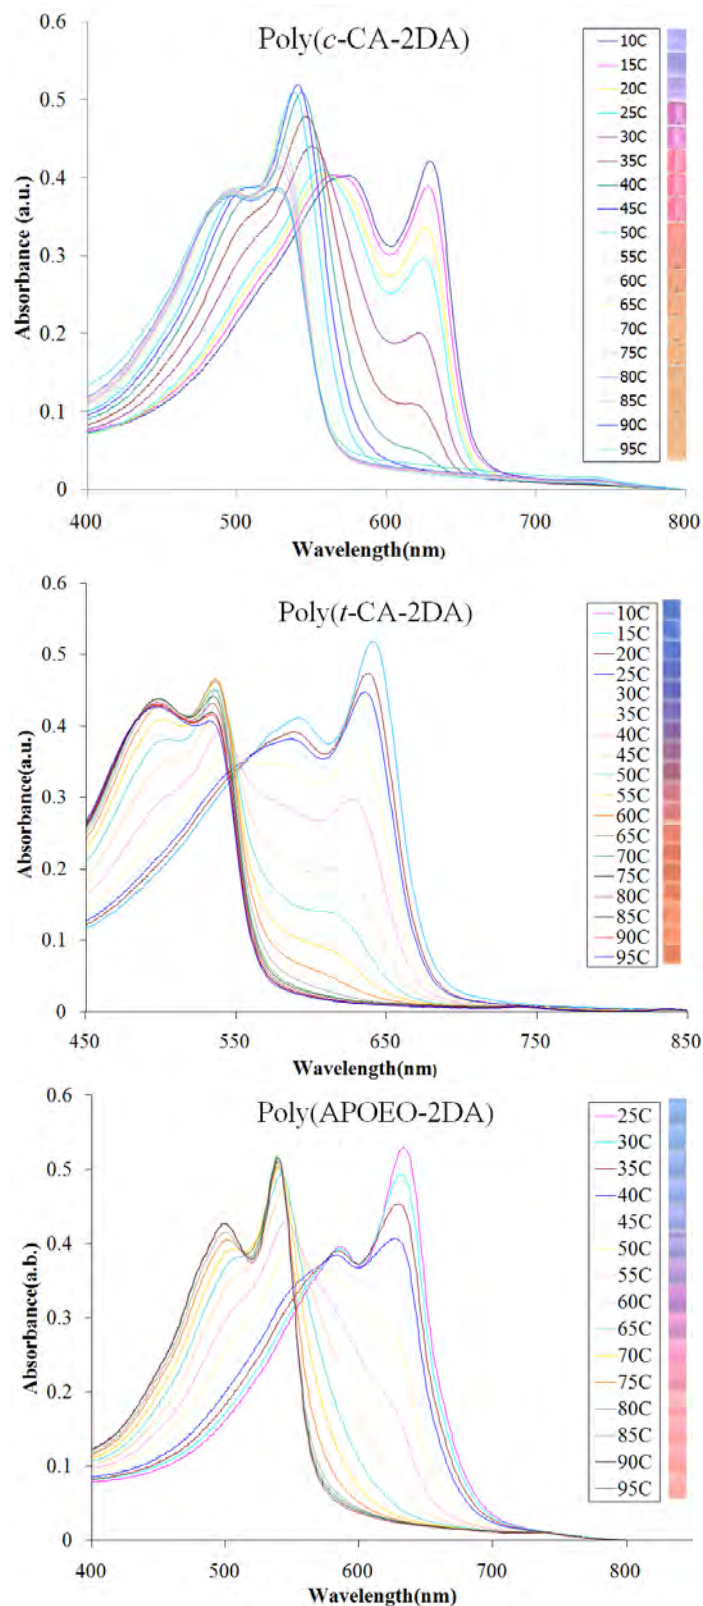 Poly(c-CA-2DA)
Absorbance (a.u.)
0.6
0.5
0.4
0.3
0.2
0.1
0
400
500
600
700
800
Wavelength(nm)
10C
15C
20C
25C
30C
35C
40C
45C
50C
55C
60C
65C
70C
75C
80C
85C
90C
95C
Poly(t-CA-2DA)
Absorbance(a.u.)
0.6
0.5
0.4
0.3
0.2
0.1
0
450
550
650
750
850
Wavelength(nm)
10C
15C
20C
25C
30C
35C
40C
45C
50C
55C
60C
65C
70C
75C
80C
85C
90C
95C
Poly(APOEO-2DA)
Absorbance(a.b.)
0.6
0.5
0.4
0.3
0.2
0.1
0
400
500
600
700
800
Wavelength(nm)
25C
30C
35C
40C
45C
50C
55C
60C
65C
70C
75C
80C
85C
90C
95C